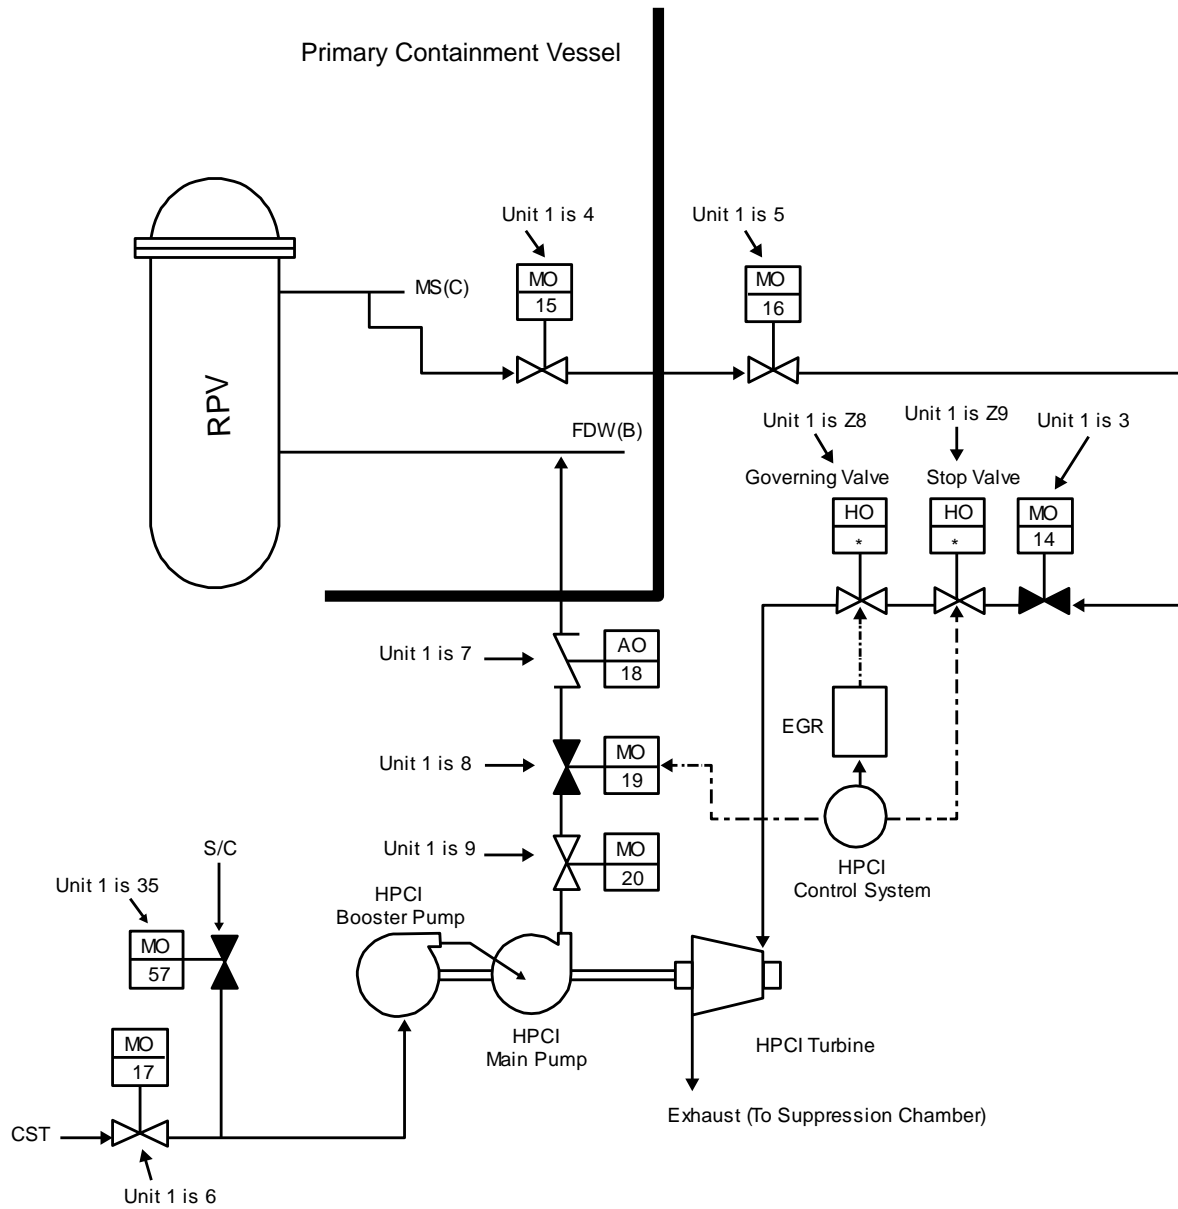 Primary Containment Vessel
Unit 1 is 4
Unit 1 is 5
MO
15
MO
16
MS(C)
RPV
FDW(B)
Unit 1 is Z8
Unit 1 is Z9
Unit 1 is 3
Governing Valve
Stop Valve
HO
*
HO
*
MO
14
Unit 1 is 7
AO
18
EGR
Unit 1 is 8
MO
19
Unit 1 is 9
MO
20
HPCI
Control System
S/C
Unit 1 is 35
MO
57
HPCI
Booster Pump
HPCI
Main Pump
HPCI Turbine
MO
17
Exhaust (To Suppression Chamber)
CST
Unit 1 is 6